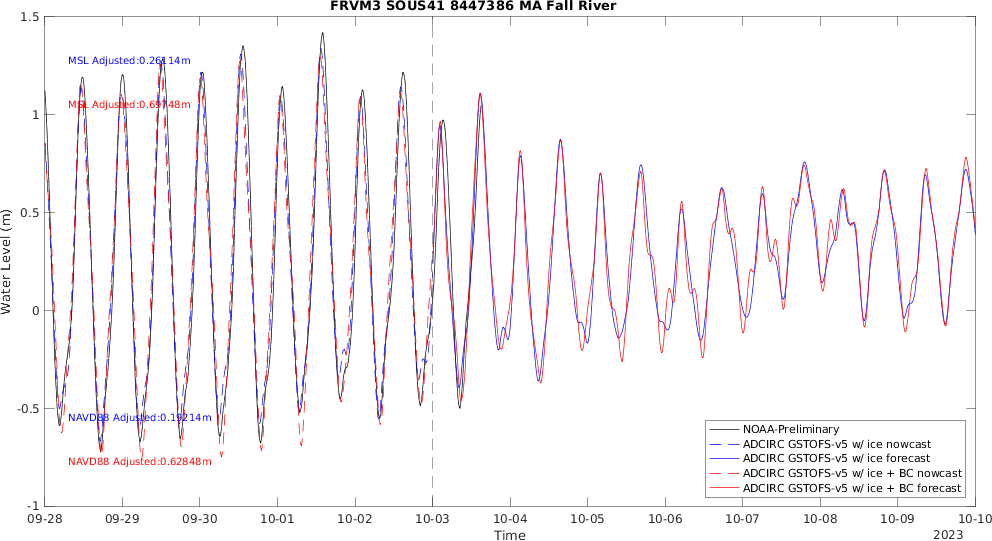 FRVM3 SOUS41 8447386 MA Fall River
Water Level (m)
1.5
1
0.5
0
-0.5
-1
MSL Adjusted:0.26114m
MSL Adjusted:0.69748m
NAVD88 Adjusted:0.19214m
NAVD88 Adjusted:0.62848m
NOAA-Preliminary
ADCIRC GSTOFS-v5 w/ ice nowcast
ADCIRC GSTOFS-v5 w/ ice forecast
ADCIRC GSTOFS-v5 w/ ice + BC nowcast
ADCIRC GSTOFS-v5 w/ ice + BC forecast
09-28 09-29 09-30 10-01 10-02 10-03 10-04 10-05 10-06 10-07 10-08 10-09 10-10
Time
2023